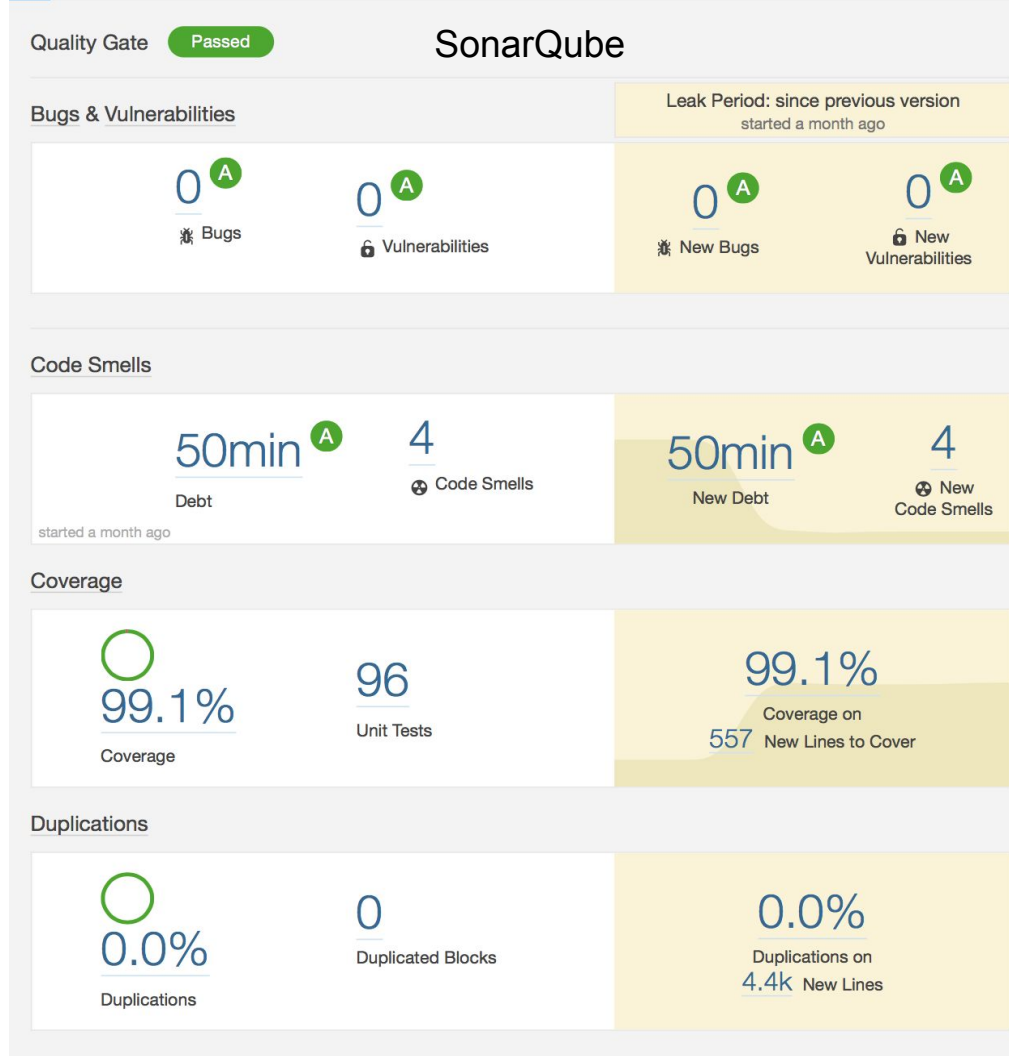 Quality Gate Passed SonarQube
Bugs & Vulnerabilities
Leak Period: since previous version
started a month ago
0 A
Bugs
0 A
Vulnerabilities
0 A
New Bugs
0 A
New
Vulnerabilities
Code Smells
50min A
Debt
4
Code Smells
started a month ago
50min A
New Debt
4
New
Code Smells
Coverage
99.1%
Coverage
96
Unit Tests
99.1%
Coverage on
557 New Lines to Cover
Duplications
0.0%
Duplications
0
Duplicated Blocks
0.0%
Duplications on
4.4k New Lines